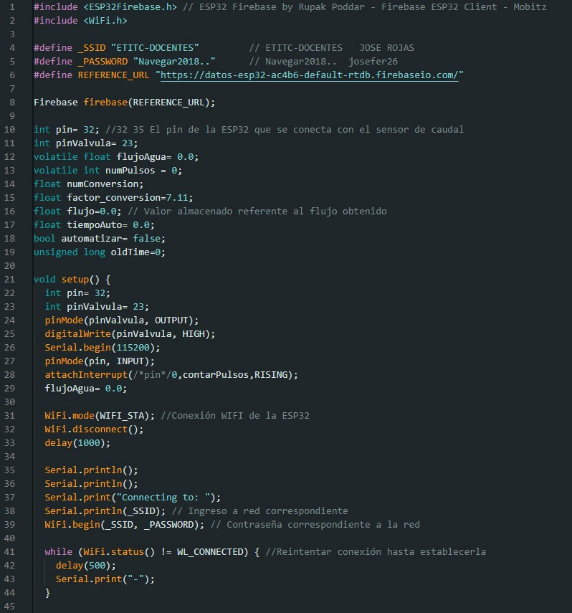 1 #include <ESP32Firebase.h> // ESP32 Firebase by Rupak Poddar - Firebase ESP32 Client - Mobitz
2 #include <WiFi.h>
3
4 #define _SSID "ETITC-DOCENTES"        // ETITC-DOCENTES   JOSE ROJAS
5 #define _PASSWORD "Navegar2018.."     // Navegar2018..  josefer26
6 #define REFERENCE_URL "https://datos-esp32-ac4b6-default-rtdb.firebaseio.com/"
7
8 Firebase firebase(REFERENCE_URL);
9
10 int pin= 32; //32 35 El pin de la ESP32 que se conecta con el sensor de caudal
11 int pinValvula= 23;
12 volatile float flujoAgua= 0.0;
13 volatile int numPulsos = 0;
14 float numConversion;
15 float factor_conversion=7.11;
16 float flujo=0.0; // Valor almacenado referente al flujo obtenido
17 float tiempoAuto= 0.0;
18 bool automatizar= false;
19 unsigned long oldTime=0;
20
21 void setup() {
22   int pin= 32;
23   int pinValvula= 23;
24   pinMode(pinValvula, OUTPUT);
25   digitalWrite(pinValvula, HIGH);
26   Serial.begin(115200);
27   pinMode(pin, INPUT);
28   attachInterrupt(/*pin*/0,contarPulsos,RISING);
29   flujoAgua= 0.0;
30
31   WiFi.mode(WIFI_STA); //Conexión WIFI de la ESP32
32   WiFi.disconnect();
33   delay(1000);
34
35   Serial.println();
36   Serial.println();
37   Serial.print("Connecting to: ");
38   Serial.println(_SSID); // Ingreso a red correspondiente
39   WiFi.begin(_SSID, _PASSWORD); // Contraseña correspondiente a la red
40
41   while (WiFi.status() != WL_CONNECTED) { //Reintentar conexión hasta establecerla
42     delay(500);
43     Serial.print("-");
44   }
45